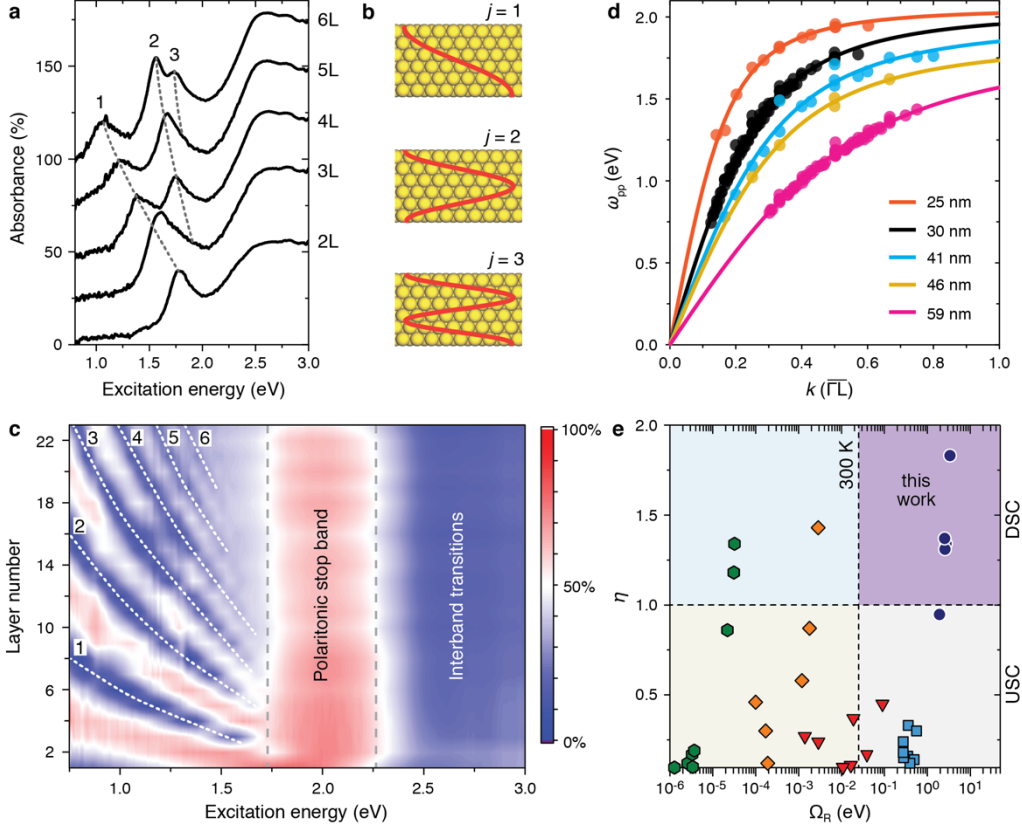 a
6L
5L
4L
3L
2L
1
2
3
150
100
50
0
Absorbance (%)
1.0 1.5 2.0 2.5 3.0
Excitation energy (eV)
b
j = 1
j = 2
j = 3
d
2.0
1.5
1.0
0.5
0.0
ωpp (eV)
25 nm
30 nm
41 nm
46 nm
59 nm
0.0 0.2 0.4 0.6 0.8 1.0
k (ΓL)
c
22
18
14
10
6
2
Layer number
3 4 5 6
2
1
Polaritonic stop band
Interband transitions
100%
50%
0%
1.0 1.5 2.0 2.5 3.0
Excitation energy (eV)
e
2.0
1.5
1.0
0.5
η
300 K
this
work
DSC
USC
10⁻⁶ 10⁻⁵ 10⁻⁴ 10⁻³ 10⁻² 10⁻¹ 10⁰ 10¹
ΩR (eV)